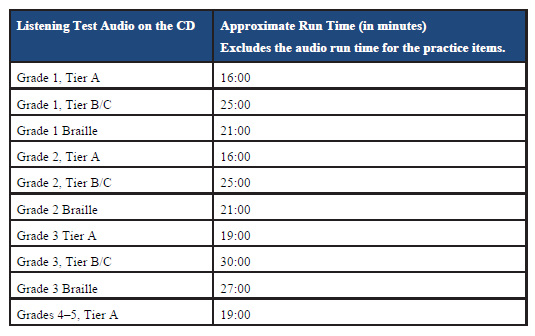 Listening Test Audio on the CD
Approximate Run Time (in minutes)
Excludes the audio run time for the practice items.
Grade 1, Tier A 16:00
Grade 1, Tier B/C 25:00
Grade 1 Braille 21:00
Grade 2, Tier A 16:00
Grade 2, Tier B/C 25:00
Grade 2 Braille 21:00
Grade 3 Tier A 19:00
Grade 3, Tier B/C 30:00
Grade 3 Braille 27:00
Grades 4–5, Tier A 19:00